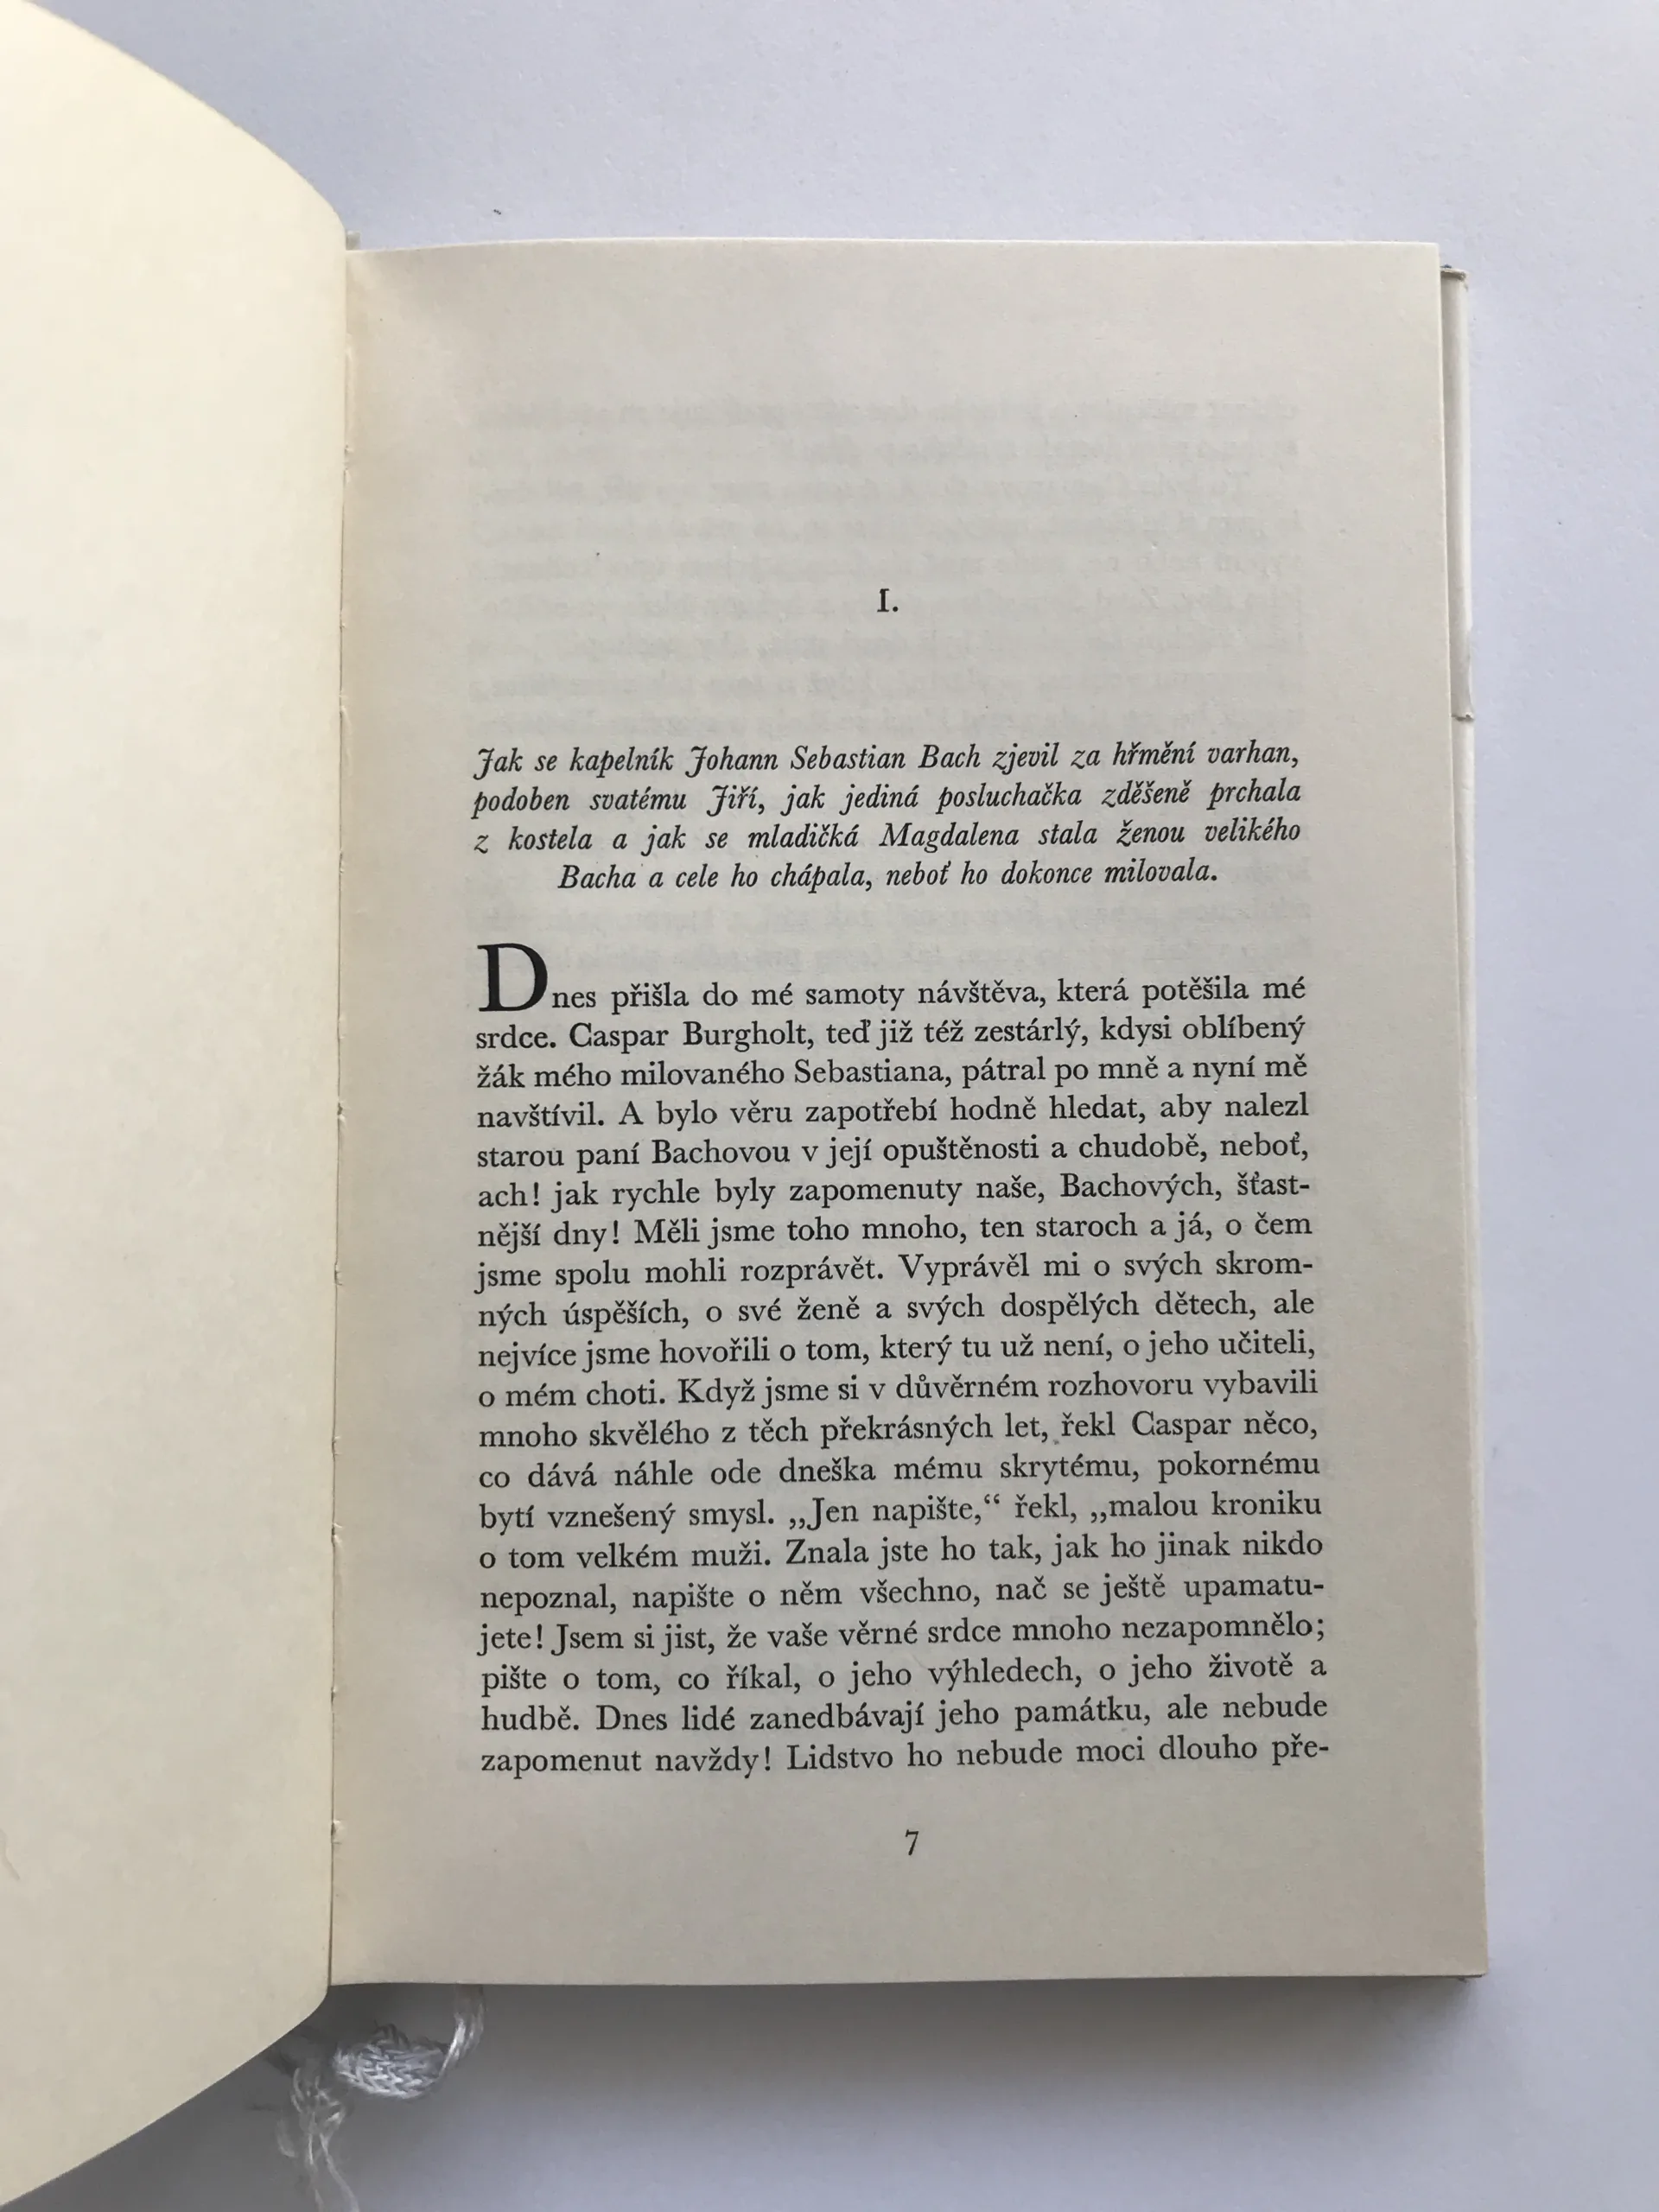 I.
Jak se kapelník Johann Sebastian Bach zjevil za hřmění varhan,
podoben svatému Jiří, jak jediná posluchačka zděšeně prchala
z kostela a jak se mladičká Magdalena stala ženou velikého
Bacha a cele ho chápala, neboť ho dokonce milovala.
Dnes přišla do mé samoty návštěva, která potěšila mé
srdce. Caspar Burgholt, teď již též zestárlý, kdysi oblíbený
žák mého milovaného Sebastiana, pátral po mně a nyní mě
navštívil. A bylo věru zapotřebí hodně hledat, aby nalezl
starou paní Bachovou v její opuštěnosti a chudobě, neboť,
ach! jak rychle byly zapomenuty naše, Bachových, šťast-
nější dny! Měli jsme toho mnoho, ten staroch a já, o čem
jsme spolu mohli rozprávět. Vyprávěl mi o svých skrom-
ných úspěších, o své ženě a svých dospělých dětech, ale
nejvíce jsme hovořili o tom, který tu už není, o jeho učiteli,
o mém choti. Když jsme si v důvěrném rozhovoru vybavili
mnoho skvělého z těch překrásných let, řekl Caspar něco,
co dává náhle ode dneška mému skrytému, pokornému
bytí vznešený smysl. „Jen napište,“ řekl, „malou kroniku
o tom velkém muži. Znala jste ho tak, jak ho jinak nikdo
nepoznal, napište o něm všechno, nač se ještě upamatu-
jete! Jsem si jist, že vaše věrné srdce mnoho nezapomnělo;
pište o tom, co říkal, o jeho výhledech, o jeho životě a
hudbě. Dnes lidé zanedbávají jeho památku, ale nebude
zapomenut navždy! Lidstvo ho nebude moci dlouho pře-
7